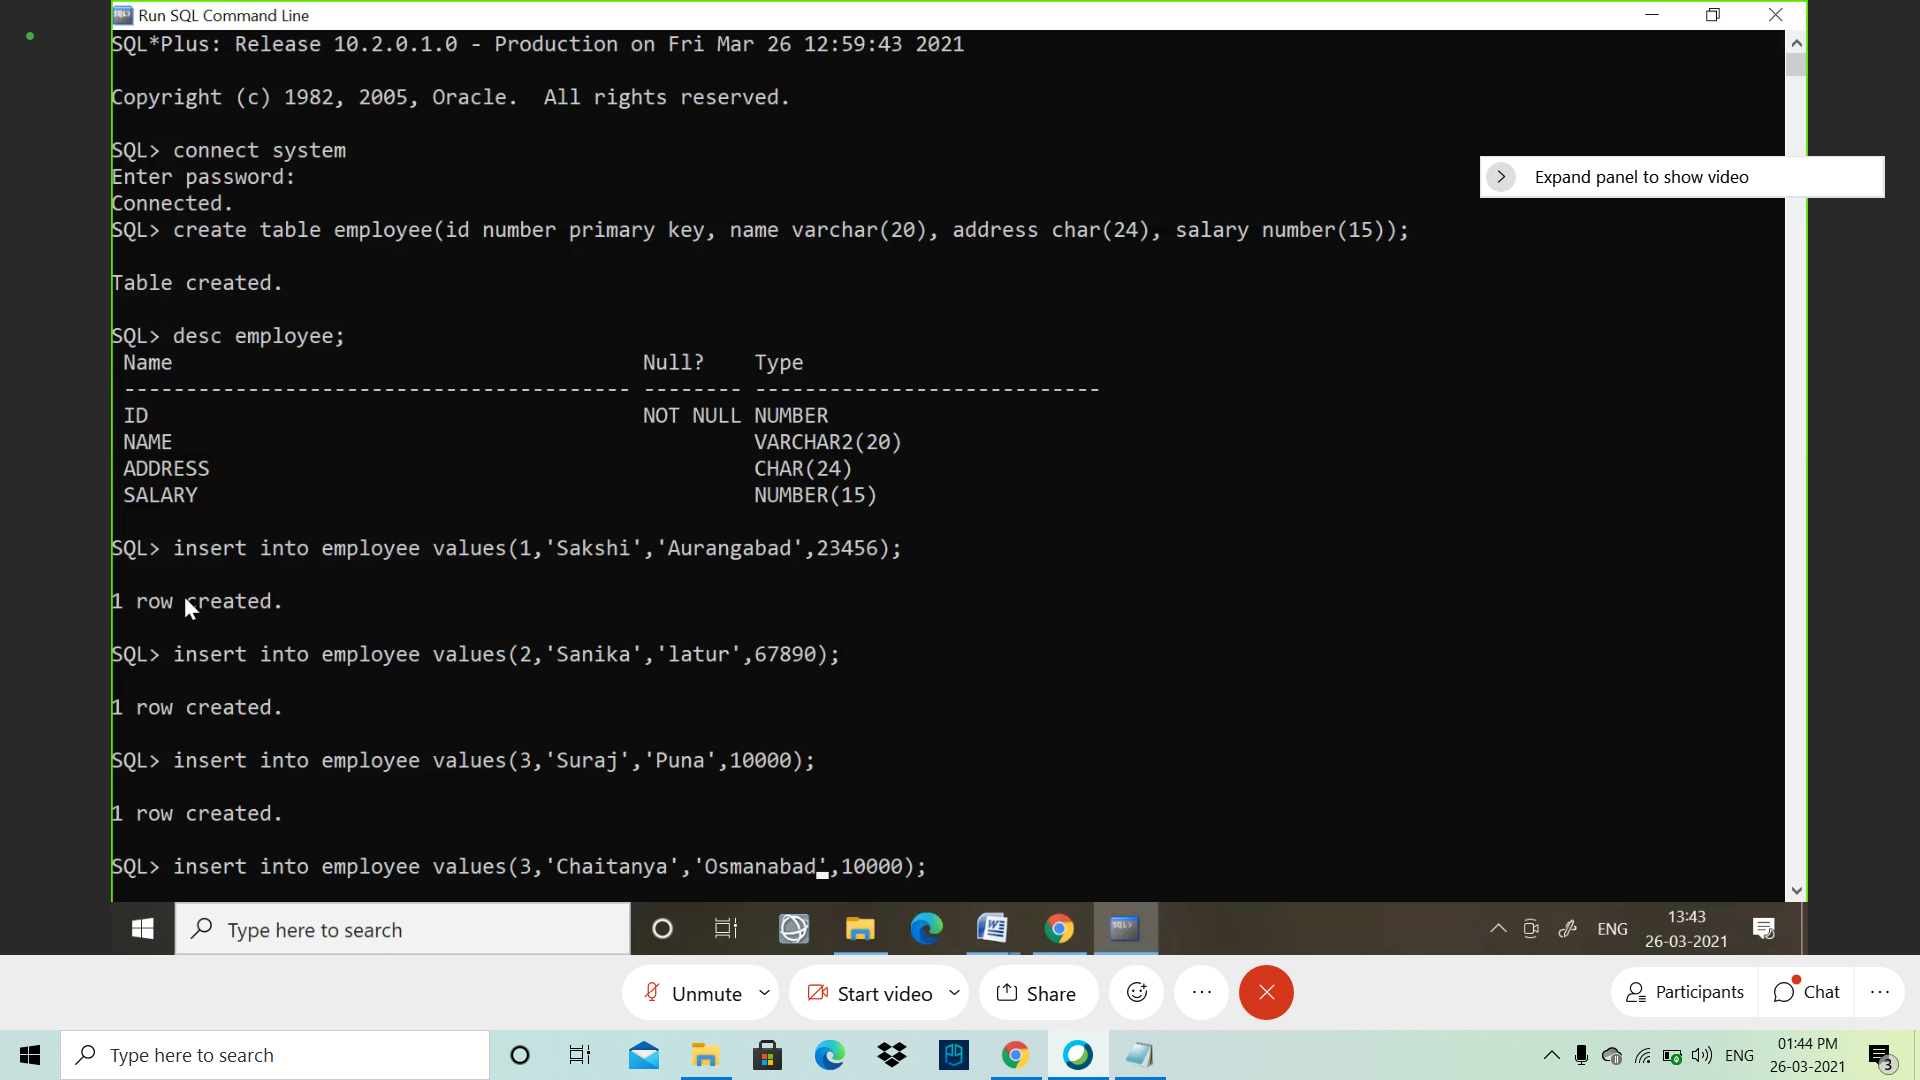 Run SQL Command Line
SQL*Plus: Release 10.2.0.1.0 - Production on Fri Mar 26 12:59:43 2021
Copyright (c) 1982, 2005, Oracle.  All rights reserved.
SQL> connect system
Enter password:
Connected.
SQL> create table employee(id number primary key, name varchar(20), address char(24), salary number(15));
Table created.
SQL> desc employee;
Name Null? Type
----------------------------------------- -------- ----------------------------
ID NOT NULL NUMBER
NAME VARCHAR2(20)
ADDRESS CHAR(24)
SALARY NUMBER(15)
SQL> insert into employee values(1,'Sakshi','Aurangabad',23456);
1 row created.
SQL> insert into employee values(2,'Sanika','latur',67890);
1 row created.
SQL> insert into employee values(3,'Suraj','Puna',10000);
1 row created.
SQL> insert into employee values(3,'Chaitanya','Osmanabad',10000);
Expand panel to show video
Type here to search
ENG
13:43
26-03-2021
Unmute
Start video
Share
Participants
Chat
Type here to search
ENG
01:44 PM
26-03-2021
3